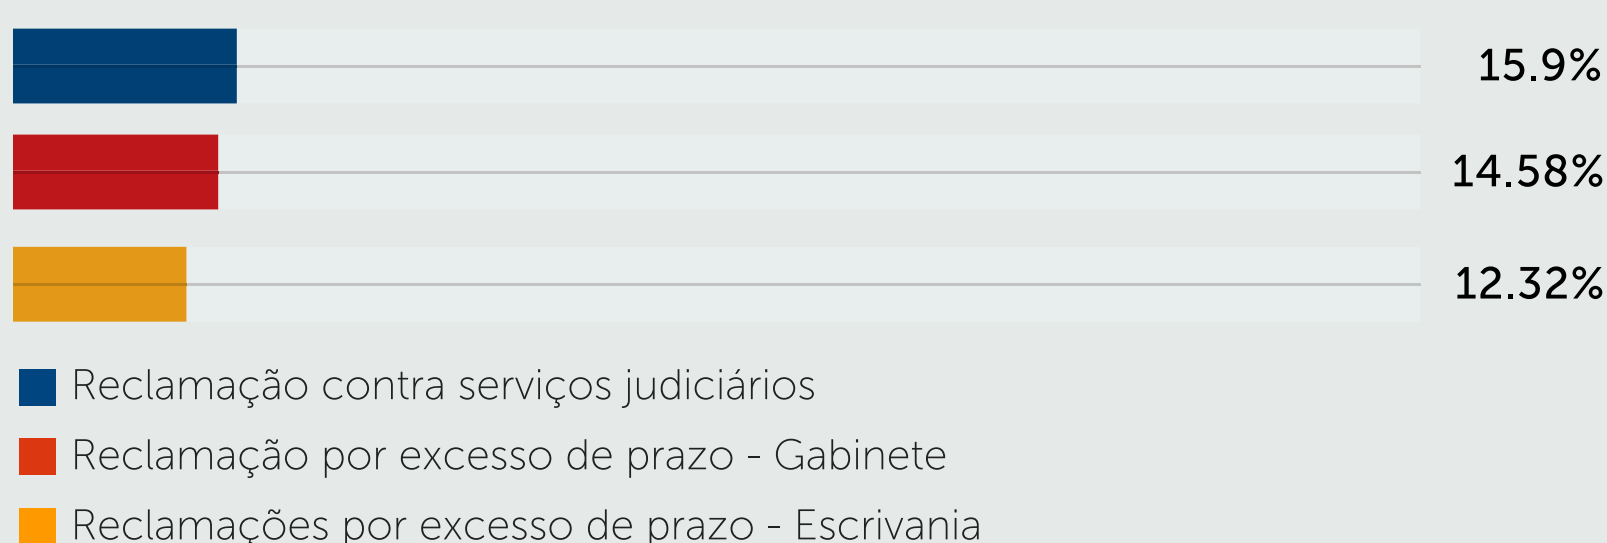 15.9%
14.58%
12.32%
Reclamação contra serviços judiciários
Reclamação por excesso de prazo - Gabinete
Reclamações por excesso de prazo - Escrivania